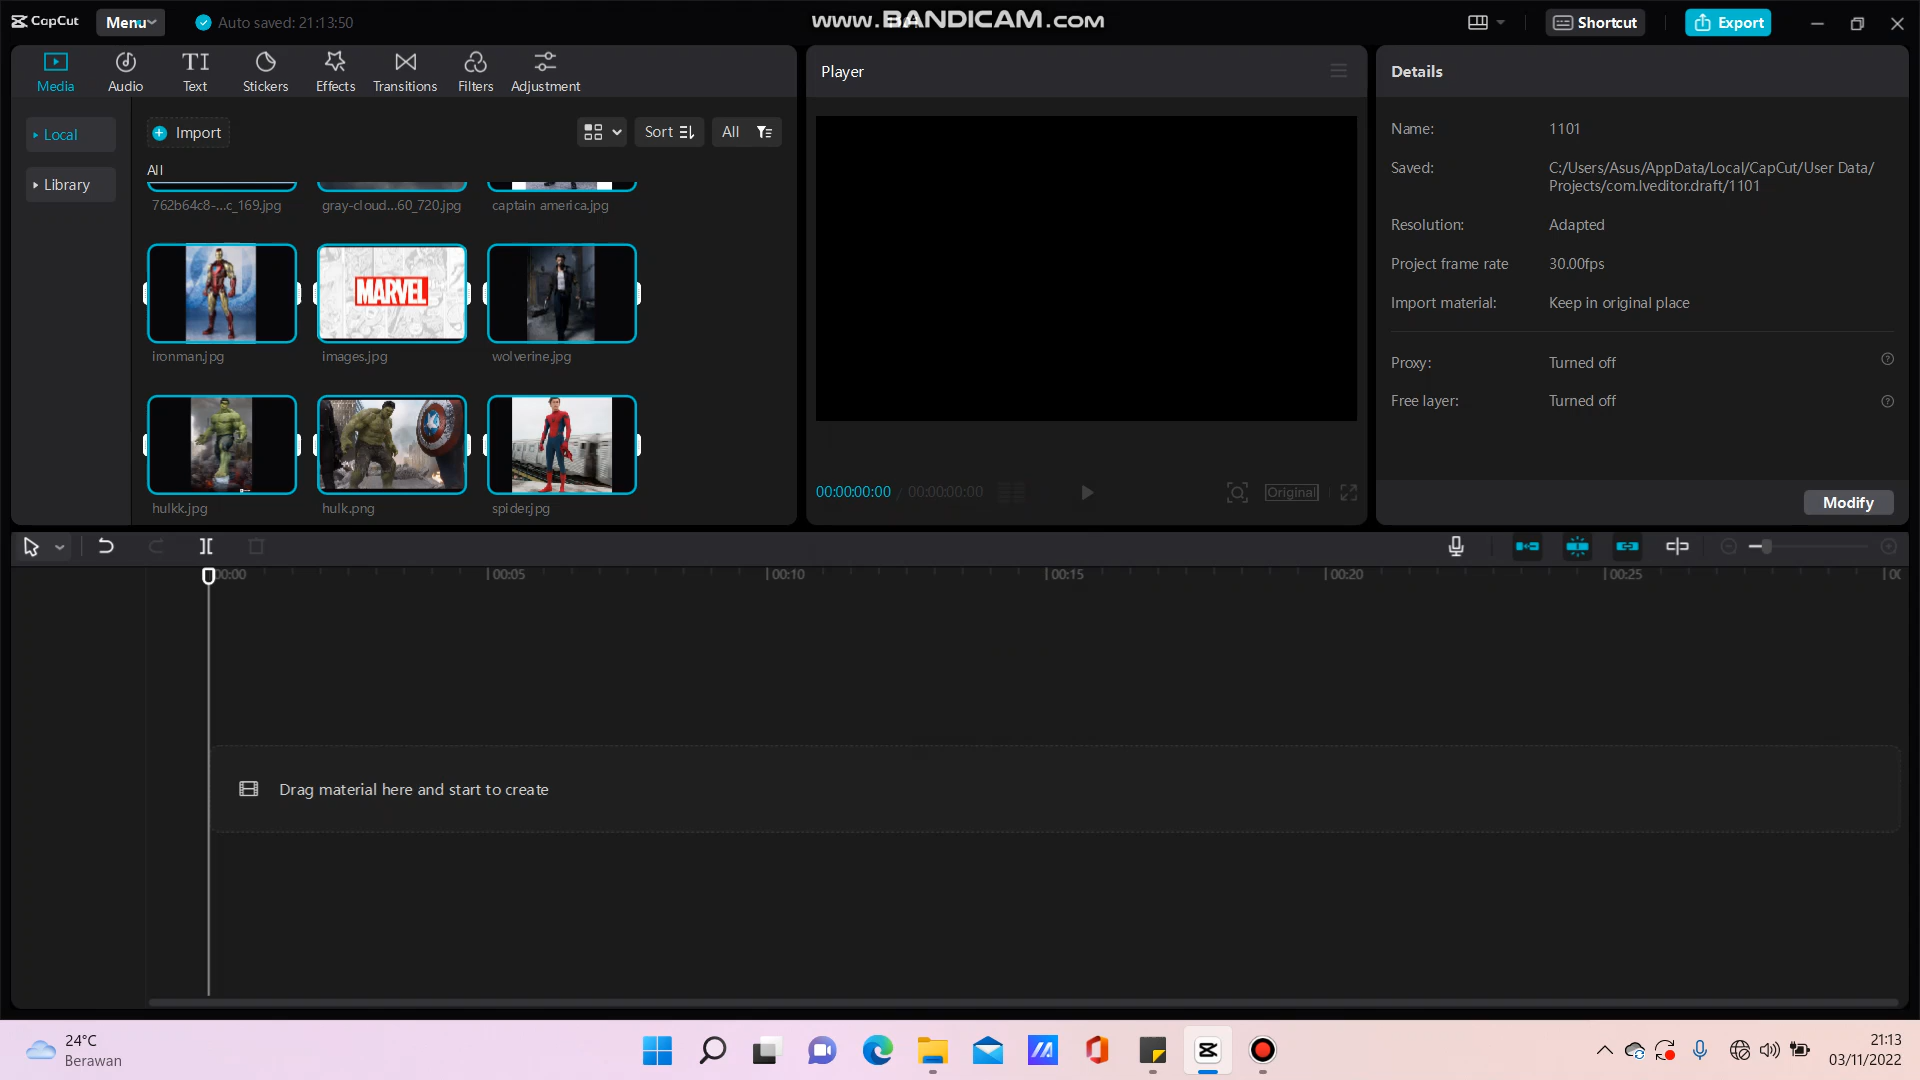 CapCut
Menu
Auto saved: 21:13:50
www.BANDICAM.com
Shortcut
Export
Media
Audio
Text
Stickers
Effects
Transitions
Filters
Adjustment
Local
Library
Import
Sort
All
All
762b64c8-...c_169.jpg
gray-cloud...60_720.jpg
captain america.jpg
MARVEL
ironman.jpg
images.jpg
wolverine.jpg
hulkk.jpg
hulk.png
spider.jpg
Player
00:00:00:00 / 00:00:00:00
Original
Details
Name: 1101
Saved: C:/Users/Asus/AppData/Local/CapCut/User Data/
Projects/com.lveditor.draft/1101
Resolution: Adapted
Project frame rate 30.00fps
Import material: Keep in original place
Proxy: Turned off
Free layer: Turned off
Modify
00:00
00:05
00:10
00:15
00:20
00:25
Drag material here and start to create
24°C
Berawan
21:13
03/11/2022